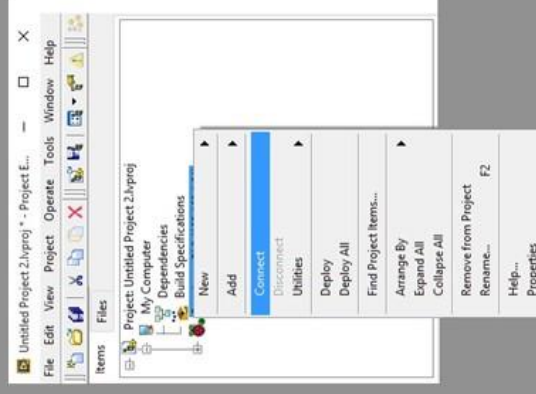 Untitled Project 2.lvproj * - Project E...
File Edit View Project Operate Tools Window Help
Items Files
Project: Untitled Project 2.lvproj
My Computer
Dependencies
Build Specifications
New
Add
Connect
Disconnect
Utilities
Deploy
Deploy All
Find Project Items...
Arrange By
Expand All
Collapse All
Remove from Project
Rename... F2
Help...
Properties